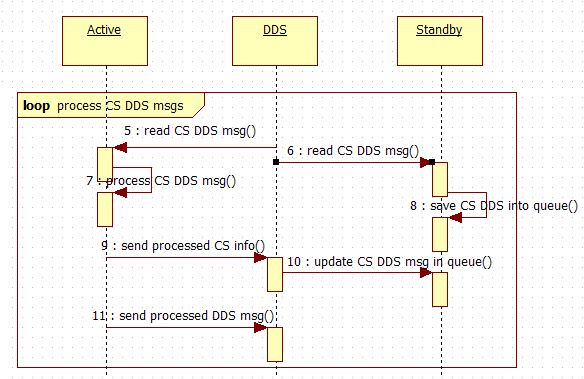 Active
DDS
Standby
loop process CS DDS msgs
5 : read CS DDS msg()
6 : read CS DDS msg()
7 : process CS DDS msg()
8 : save CS DDS into queue()
9 : send processed CS info()
10 : update CS DDS msg in queue()
11 : send processed DDS msg()